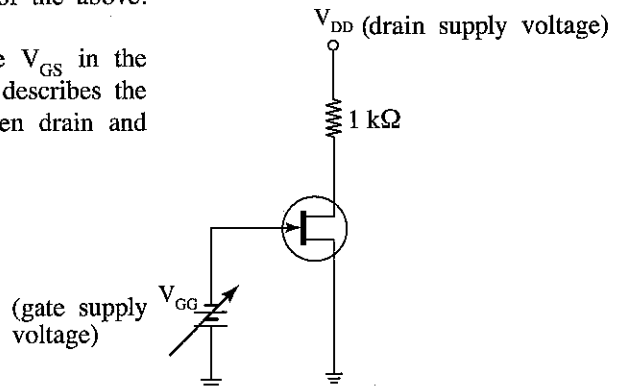 of the above.
e V_GS in the
describes the
en drain and
V_DD (drain supply voltage)
1 kΩ
V_GG
(gate supply
voltage)